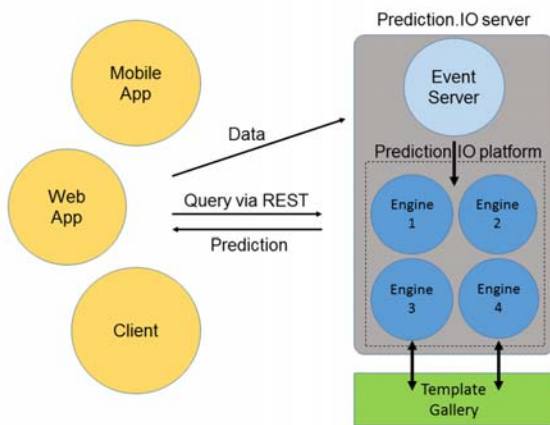 Prediction.IO server
Mobile
App
Event
Server
Data
Prediction IO platform
Web
App
Query via REST
Prediction
Engine
1
Engine
2
Engine
3
Engine
4
Client
Template
Gallery